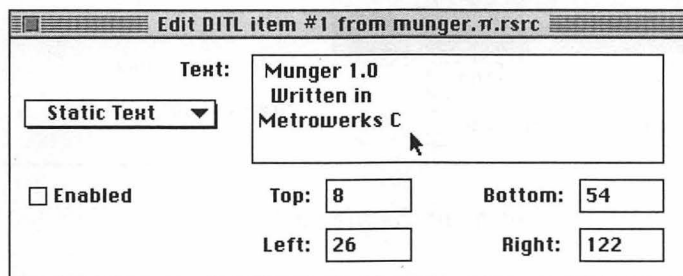 Edit DITL item #1 from munger.π.rsrc
Text:
Munger 1.0
Written in
Metrowerks C
Static Text
Enabled
Top: 8
Bottom: 54
Left: 26
Right: 122